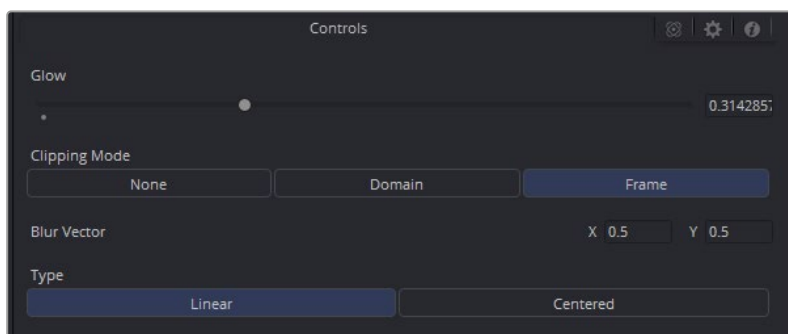 Controls
Glow
0.3142857
Clipping Mode
None Domain Frame
Blur Vector X 0.5 Y 0.5
Type
Linear Centered